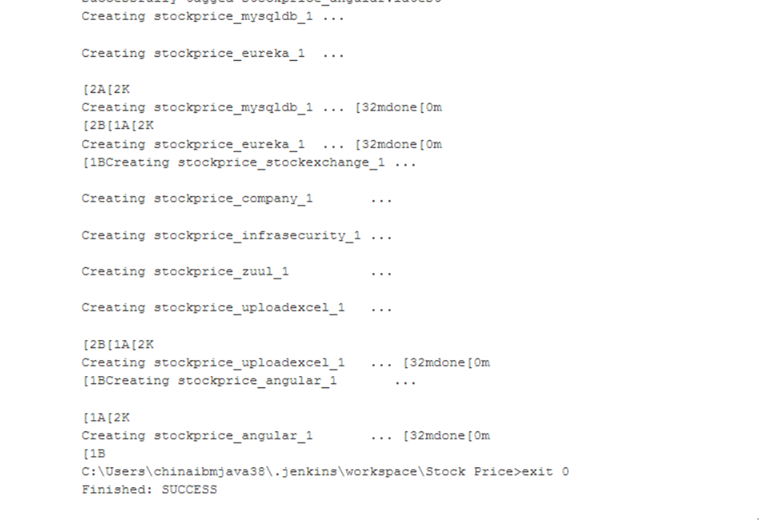 Creating stockprice_mysqldb_1 ...
Creating stockprice_eureka_1  ...
[2A[2K
Creating stockprice_mysqldb_1 ... [32mdone[0m
[2B[1A[2K
Creating stockprice_eureka_1  ... [32mdone[0m
[1BCreating stockprice_stockexchange_1 ...
Creating stockprice_company_1       ...
Creating stockprice_infrasecurity_1 ...
Creating stockprice_zuul_1          ...
Creating stockprice_uploadexcel_1   ...
[2B[1A[2K
Creating stockprice_uploadexcel_1   ... [32mdone[0m
[1BCreating stockprice_angular_1       ...
[1A[2K
Creating stockprice_angular_1       ... [32mdone[0m
[1B
C:\Users\chinaibmjava38\.jenkins\workspace\Stock Price>exit 0
Finished: SUCCESS